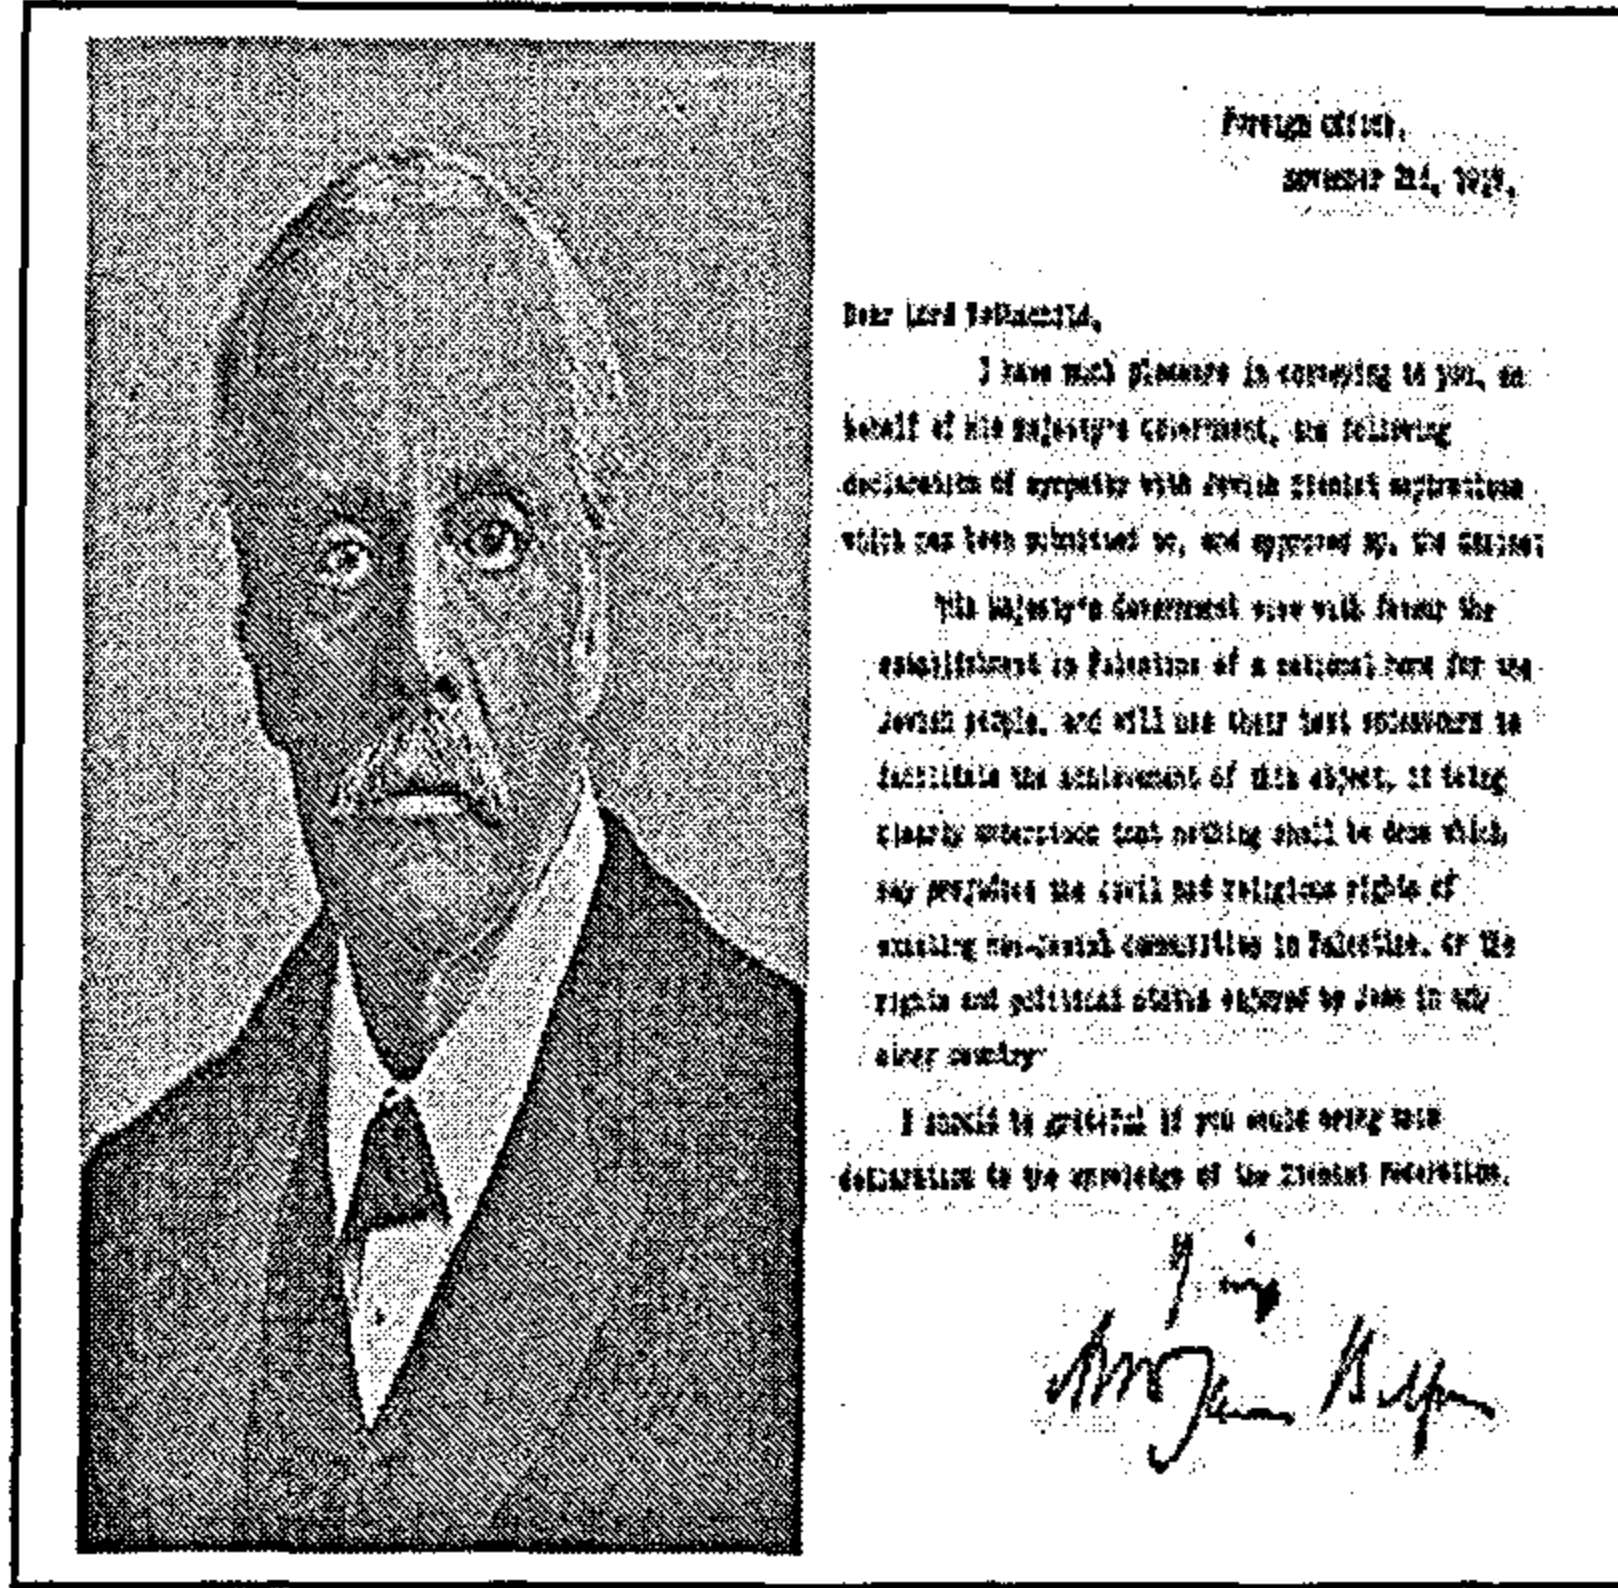 Foreign Office,
November 2nd, 1917.
Dear Lord Rothschild,
I have much pleasure in conveying to you, on
behalf of His Majesty's Government, the following
declaration of sympathy with Jewish Zionist aspirations
which has been submitted to, and approved by, the Cabinet
His Majesty's Government view with favour the
establishment in Palestine of a national home for the
Jewish people, and will use their best endeavours to
facilitate the achievement of this object, it being
clearly understood that nothing shall be done which
may prejudice the civil and religious rights of
existing non-Jewish communities in Palestine, or the
rights and political status enjoyed by Jews in any
other country
I should be grateful if you would bring this
declaration to the knowledge of the Zionist Federation.
Arthur James Balfour